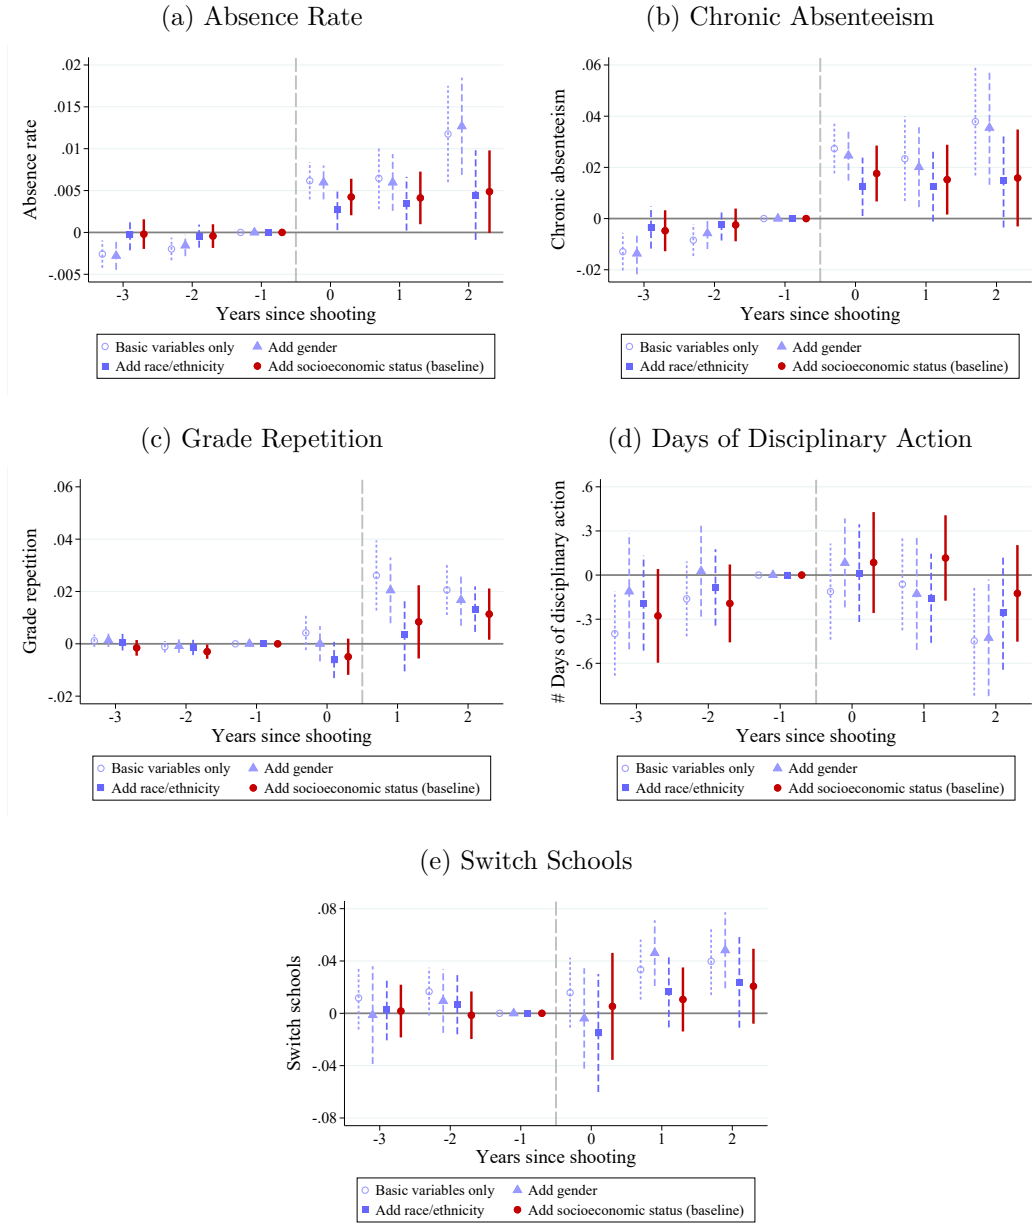 (a) Absence Rate
.02
.015
.01
.005
0
-.005
Absence rate
-3 -2 -1 0 1 2
Years since shooting
Basic variables only Add gender
Add race/ethnicity Add socioeconomic status (baseline)
(b) Chronic Absenteeism
.06
.04
.02
0
-.02
Chronic absenteeism
-3 -2 -1 0 1 2
Years since shooting
Basic variables only Add gender
Add race/ethnicity Add socioeconomic status (baseline)
(c) Grade Repetition
.06
.04
.02
0
-.02
Grade repetition
-3 -2 -1 0 1 2
Years since shooting
Basic variables only Add gender
Add race/ethnicity Add socioeconomic status (baseline)
(d) Days of Disciplinary Action
.6
.3
0
-.3
-.6
# Days of disciplinary action
-3 -2 -1 0 1 2
Years since shooting
Basic variables only Add gender
Add race/ethnicity Add socioeconomic status (baseline)
(e) Switch Schools
.08
.04
0
-.04
-.08
Switch schools
-3 -2 -1 0 1 2
Years since shooting
Basic variables only Add gender
Add race/ethnicity Add socioeconomic status (baseline)